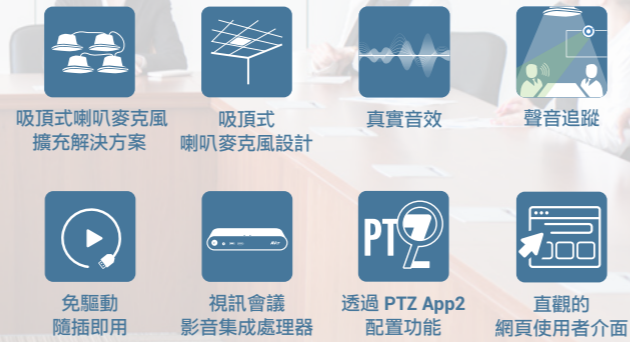 吸頂式喇叭麥克風
擴充解決方案
吸頂式
喇叭麥克風設計
真實音效
聲音追蹤
PTZ
免驅動
隨插即用
視訊會議
影音集成處理器
透過 PTZ App2
配置功能
直觀的
網頁使用者介面